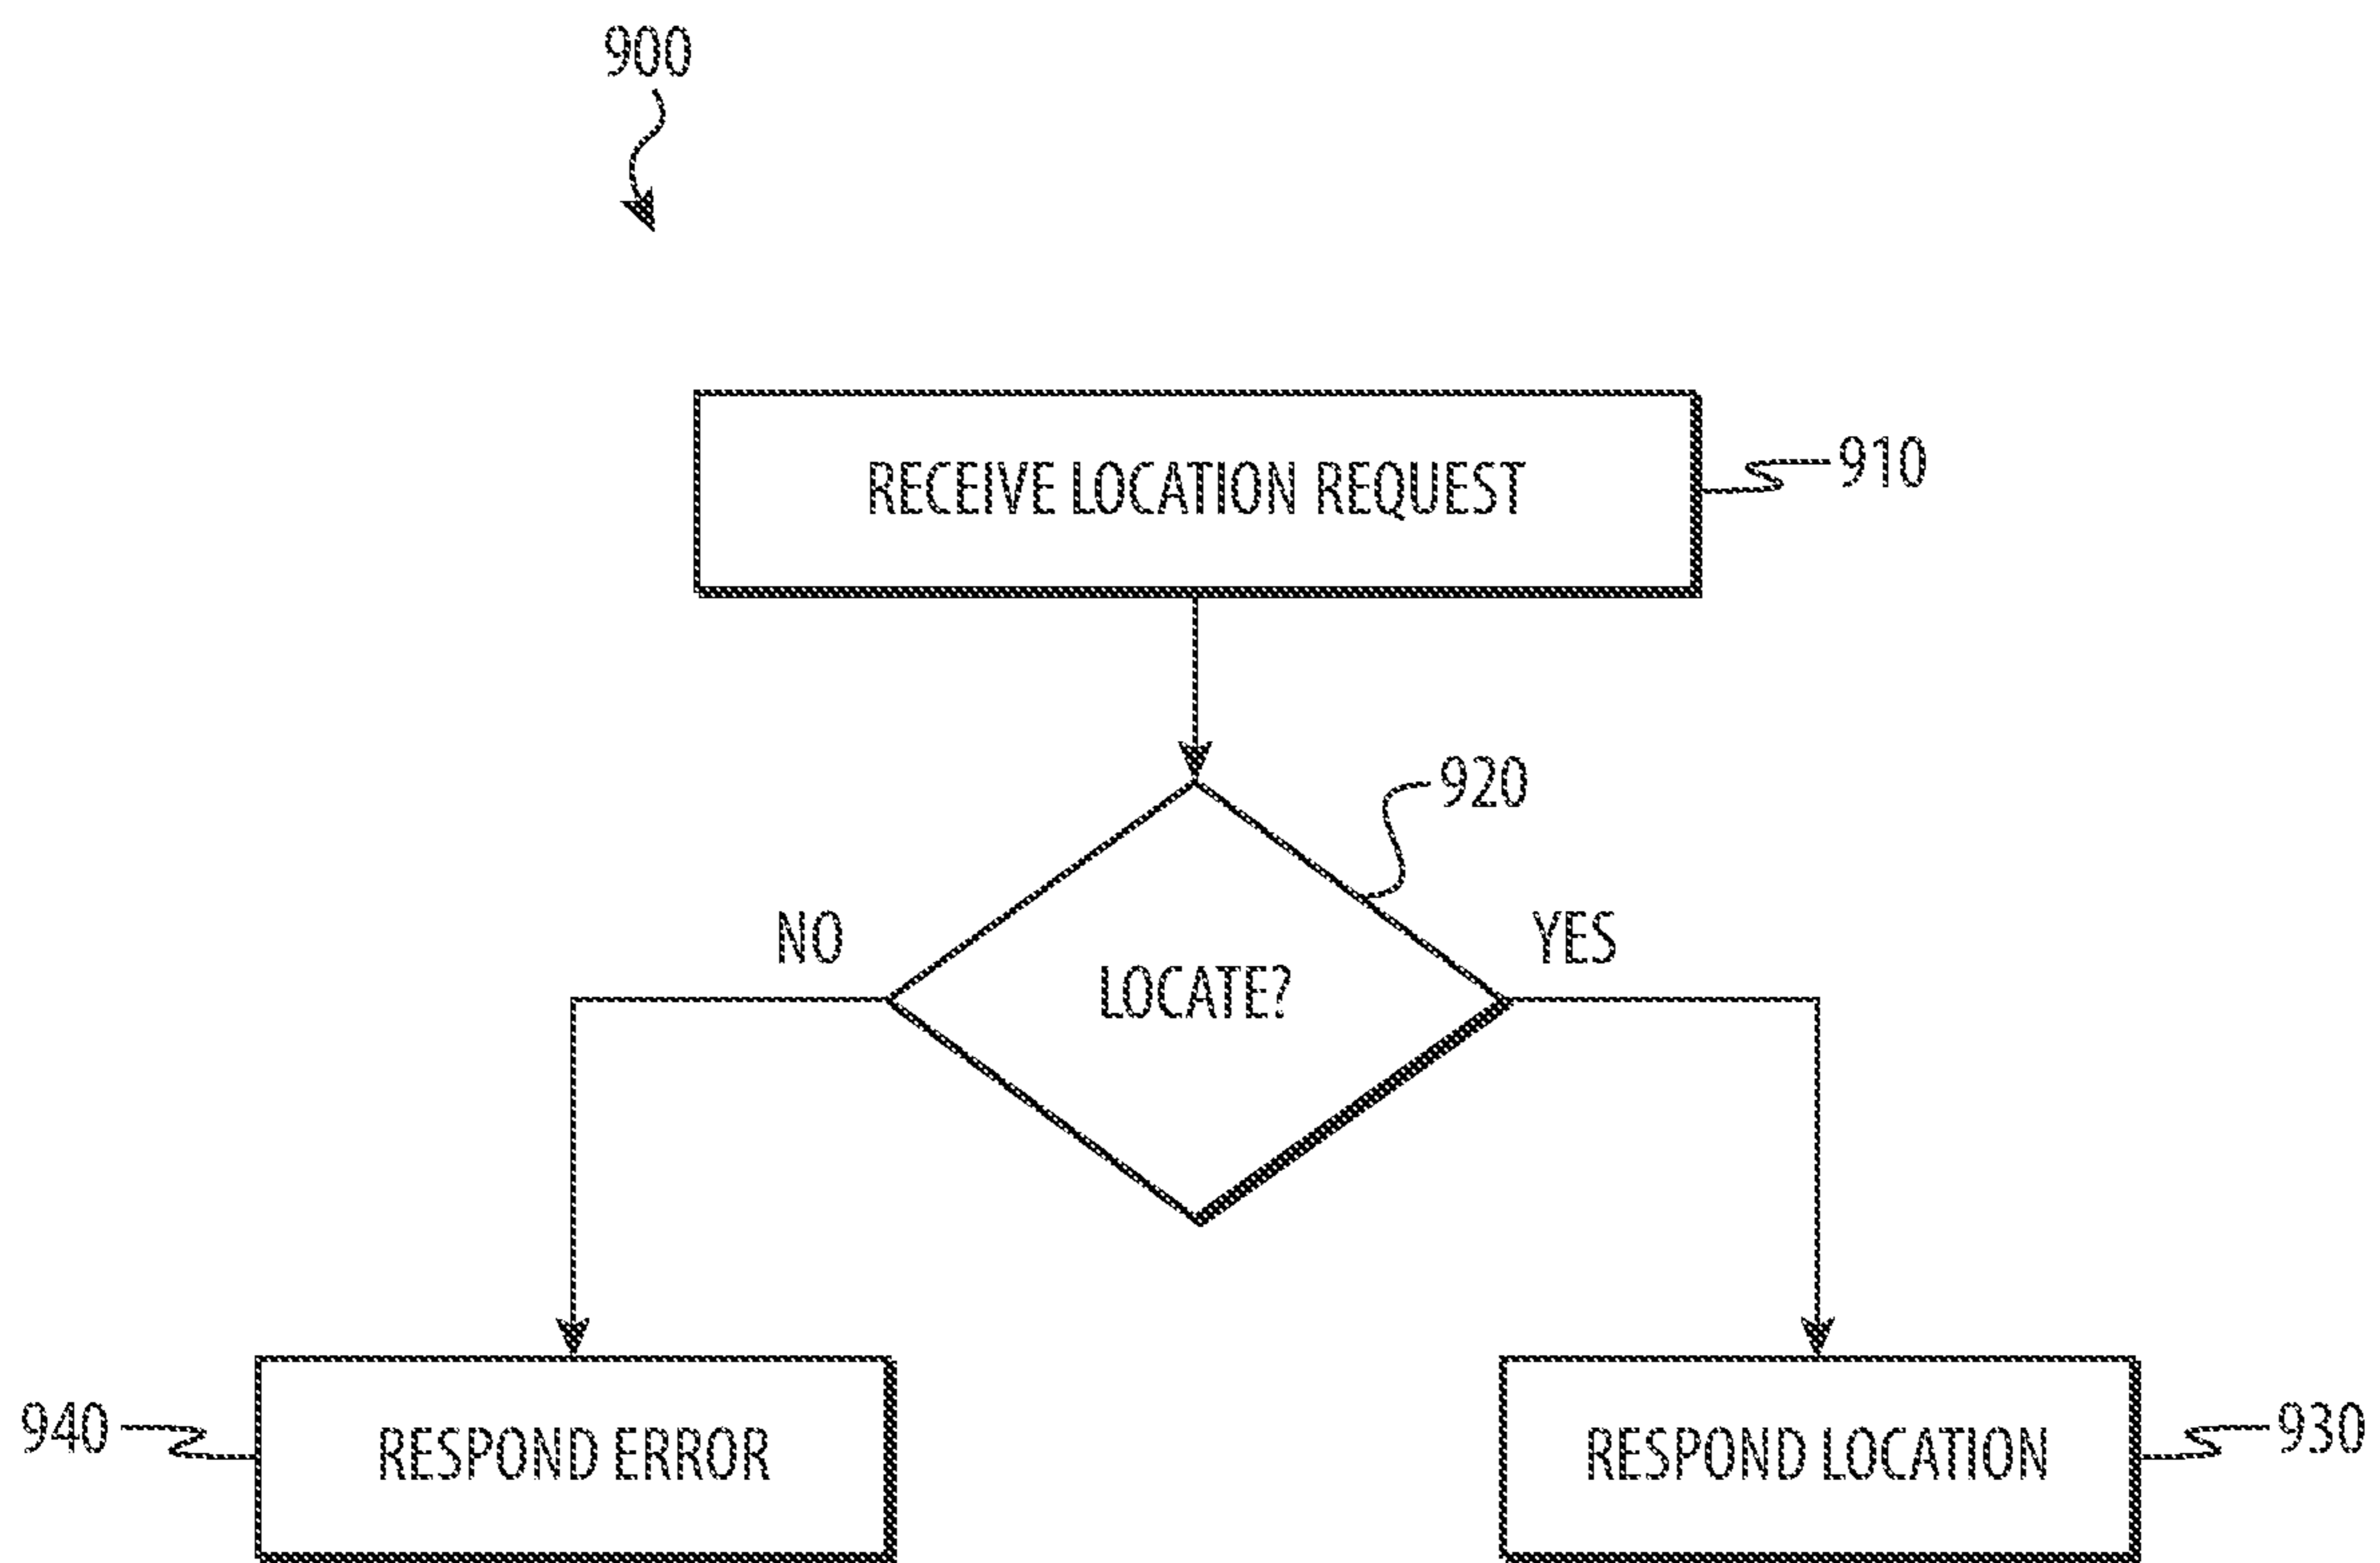 900
RECEIVE LOCATION REQUEST
910
920
NO
YES
LOCATE?
940
RESPOND ERROR
RESPOND LOCATION
930